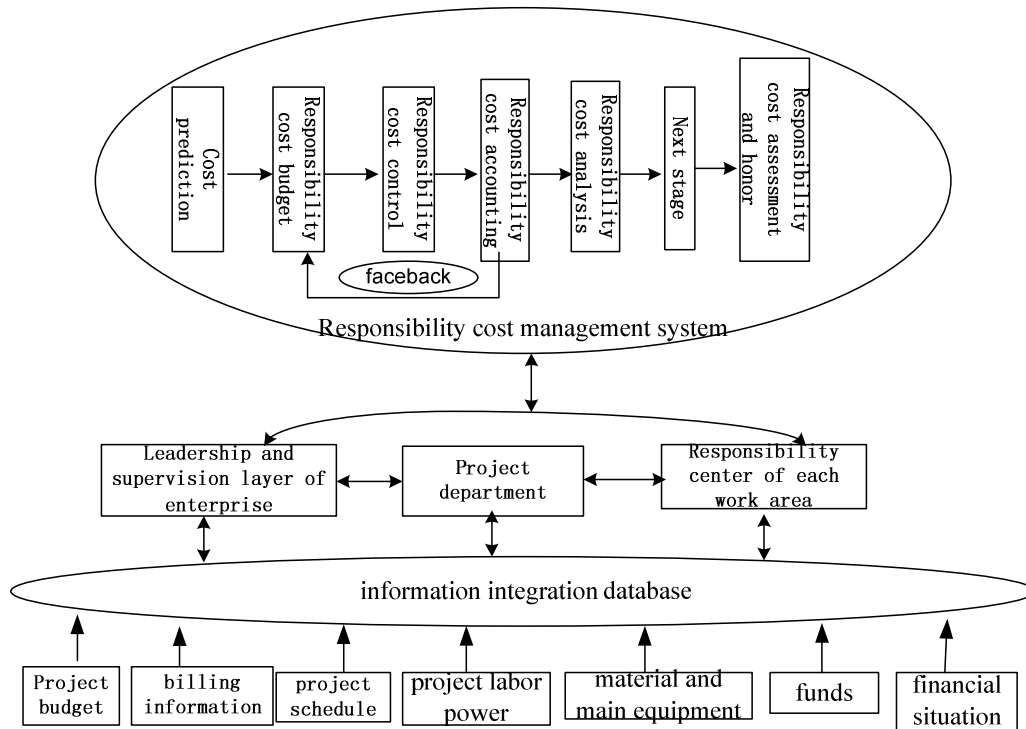 Cost
prediction
Responsibility
cost budget
Responsibility
cost control
Responsibility
cost accounting
Responsibility
cost analysis
Next stage
Responsibility
cost assessment
and honor
faceback
Responsibility cost management system
Leadership and
supervision layer of
enterprise
Project
department
Responsibility
center of each
work area
information integration database
Project
budget
billing
information
project
schedule
project labor
power
material and
main equipment
funds
financial
situation